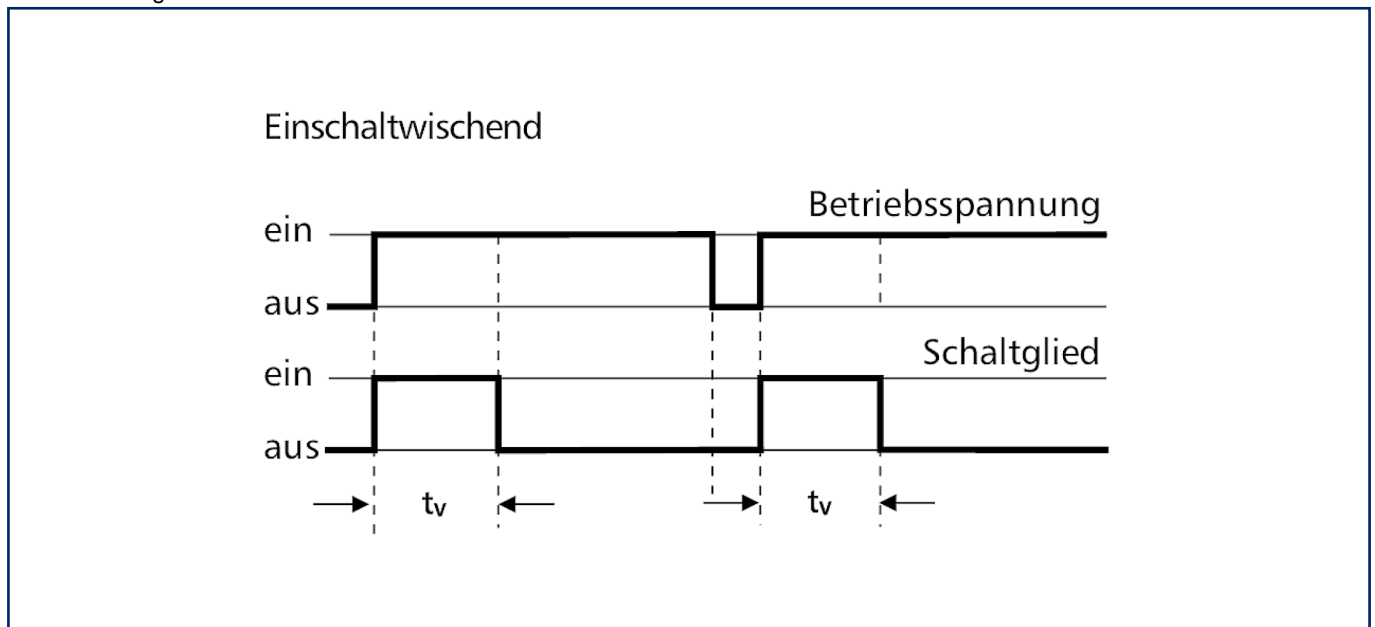 Einschaltwischend
Betriebsspannung
ein
aus
Schaltglied
ein
aus
tv tv